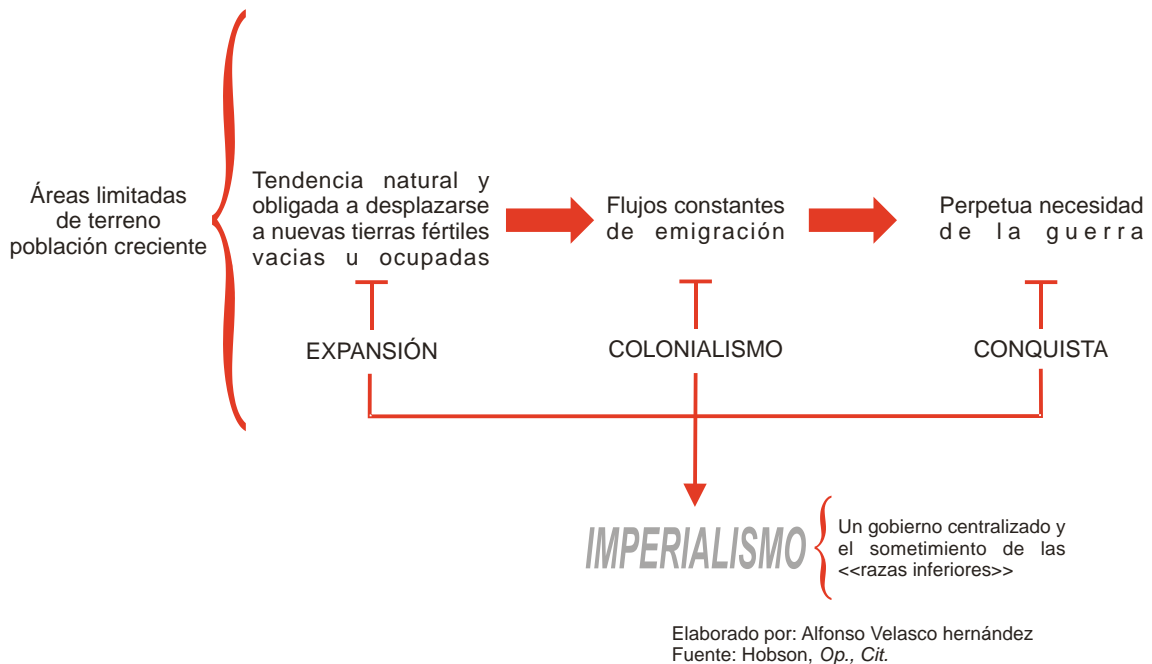 Áreas limitadas
de terreno
población creciente
Tendencia natural y
obligada a desplazarse
a nuevas tierras fértiles
vacias u ocupadas
Flujos constantes
de emigración
Perpetua necesidad
de la guerra
EXPANSIÓN
COLONIALISMO
CONQUISTA
IMPERIALISMO
Un gobierno centralizado y
el sometimiento de las
<<razas inferiores>>
Elaborado por: Alfonso Velasco hernández
Fuente: Hobson, Op., Cit.